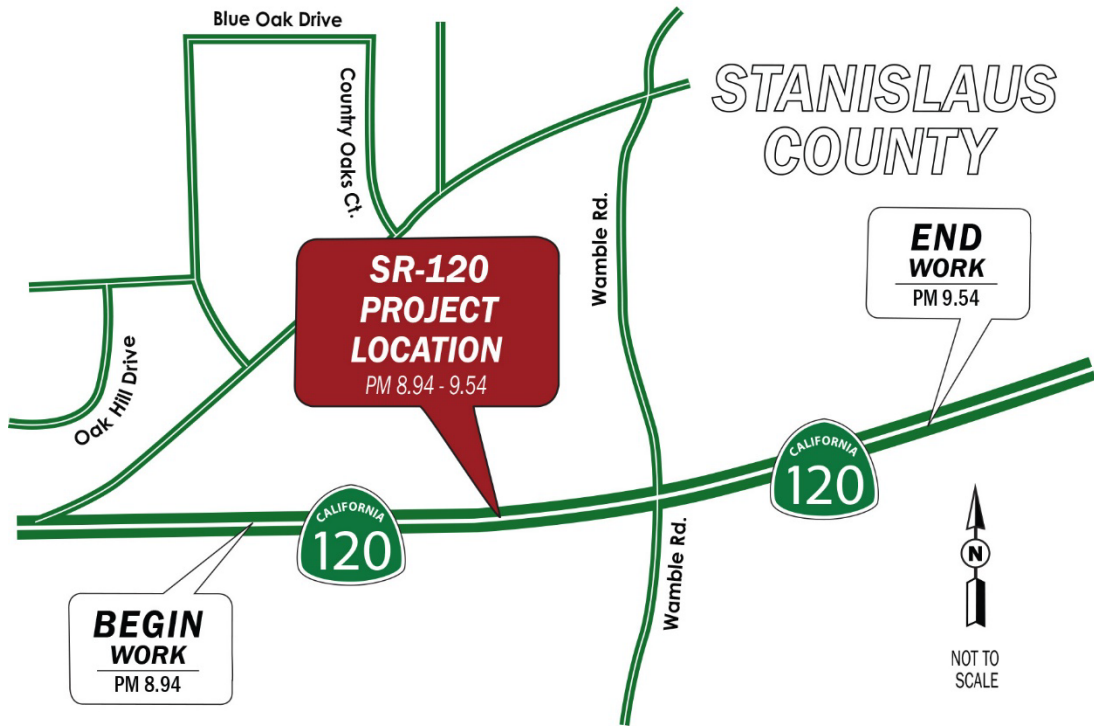 Blue Oak Drive
Country Oaks Ct.
STANISLAUS
COUNTY
Wamble Rd.
END
WORK
PM 9.54
SR-120
PROJECT
LOCATION
PM 8.94 - 9.54
Oak Hill Drive
CALIFORNIA
120
CALIFORNIA
120
Wamble Rd.
BEGIN
WORK
PM 8.94
N
NOT TO
SCALE